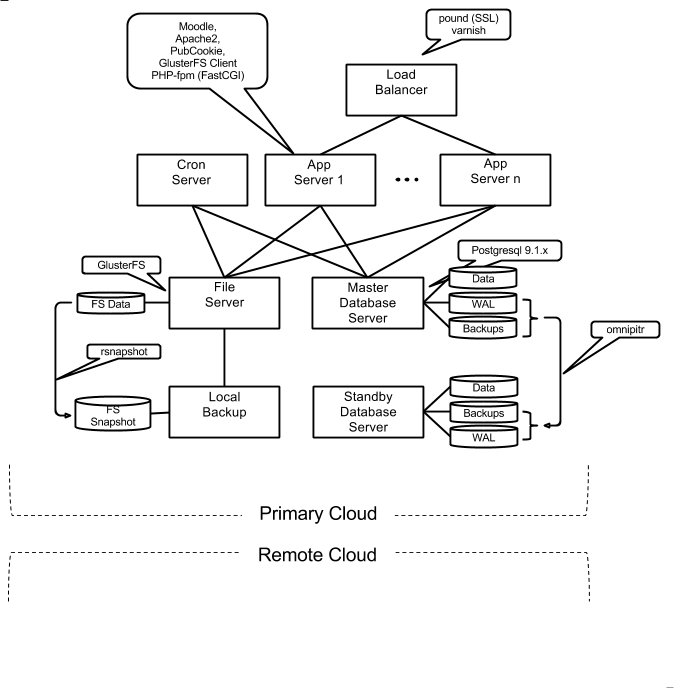 Moodle,
Apache2,
PubCookie,
GlusterFS Client
PHP-fpm (FastCGI)
pound (SSL)
varnish
Load
Balancer
Cron
Server
App
Server 1
App
Server n
GlusterFS
Postgresql 9.1.x
File
Server
FS Data
Master
Database
Server
Data
WAL
Backups
omnipitr
rsnapshot
FS
Snapshot
Local
Backup
Standby
Database
Server
Data
Backups
WAL
Primary Cloud
Remote Cloud